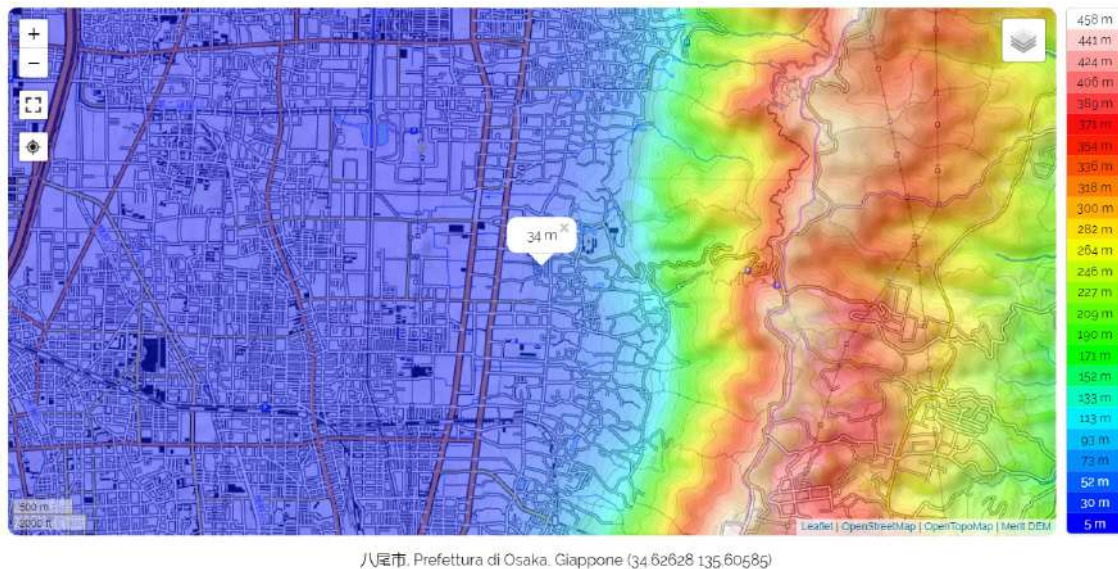 +
−
34 m ×
458 m
441 m
424 m
406 m
389 m
371 m
354 m
336 m
318 m
300 m
282 m
264 m
246 m
227 m
209 m
190 m
171 m
152 m
133 m
113 m
93 m
73 m
52 m
30 m
5 m
500 m
2000 ft
Leaflet | OpenStreetMap | OpenTopoMap | Merit DEM
八尾市, Prefettura di Osaka, Giappone (34.62628 135.60585)